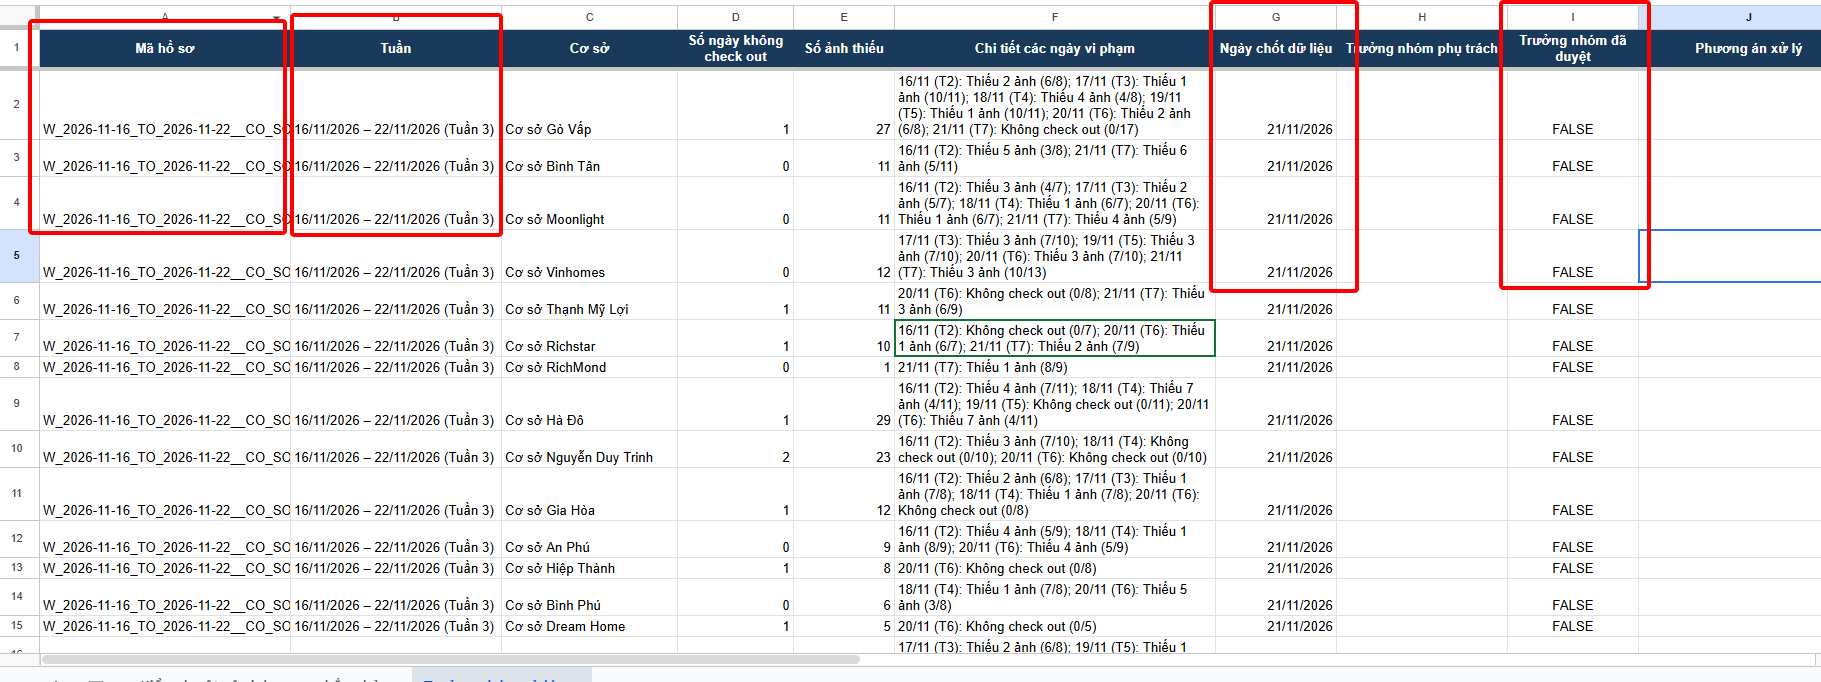 A B C D E F G H I J
1 Mã hồ sơ Tuần Cơ sở Số ngày không check out Số ảnh thiếu Chi tiết các ngày vi phạm Ngày chốt dữ liệu Trưởng nhóm phụ trách Trưởng nhóm đã duyệt Phương án xử lý
2 W_2026-11-16_TO_2026-11-22__CO_SO 16/11/2026 – 22/11/2026 (Tuần 3) Cơ sở Gò Vấp 1 27
16/11 (T2): Thiếu 2 ảnh (6/8); 17/11 (T3): Thiếu 1
ảnh (10/11); 18/11 (T4): Thiếu 4 ảnh (4/8); 19/11
(T5): Thiếu 1 ảnh (10/11); 20/11 (T6): Thiếu 2 ảnh
(6/8); 21/11 (T7): Không check out (0/17)
21/11/2026 FALSE
3 W_2026-11-16_TO_2026-11-22__CO_SO 16/11/2026 – 22/11/2026 (Tuần 3) Cơ sở Bình Tân 0 11
16/11 (T2): Thiếu 5 ảnh (3/8); 21/11 (T7): Thiếu 6
ảnh (5/11)
21/11/2026 FALSE
4 W_2026-11-16_TO_2026-11-22__CO_SO 16/11/2026 – 22/11/2026 (Tuần 3) Cơ sở Moonlight 0 11
16/11 (T2): Thiếu 3 ảnh (4/7); 17/11 (T3): Thiếu 2
ảnh (5/7); 18/11 (T4): Thiếu 1 ảnh (6/7); 20/11 (T6):
Thiếu 1 ảnh (6/7); 21/11 (T7): Thiếu 4 ảnh (5/9)
21/11/2026 FALSE
5 W_2026-11-16_TO_2026-11-22__CO_SO 16/11/2026 – 22/11/2026 (Tuần 3) Cơ sở Vinhomes 0 12
17/11 (T3): Thiếu 3 ảnh (7/10); 19/11 (T5): Thiếu 3
ảnh (7/10); 20/11 (T6): Thiếu 3 ảnh (7/10); 21/11
(T7): Thiếu 3 ảnh (10/13)
21/11/2026 FALSE
6 W_2026-11-16_TO_2026-11-22__CO_SO 16/11/2026 – 22/11/2026 (Tuần 3) Cơ sở Thạnh Mỹ Lợi 1 11
20/11 (T6): Không check out (0/8); 21/11 (T7): Thiếu
3 ảnh (6/9)
21/11/2026 FALSE
7 W_2026-11-16_TO_2026-11-22__CO_SO 16/11/2026 – 22/11/2026 (Tuần 3) Cơ sở Richstar 1 10
16/11 (T2): Không check out (0/7); 20/11 (T6): Thiếu
1 ảnh (6/7); 21/11 (T7): Thiếu 2 ảnh (7/9)
21/11/2026 FALSE
8 W_2026-11-16_TO_2026-11-22__CO_SO 16/11/2026 – 22/11/2026 (Tuần 3) Cơ sở RichMond 0 1 21/11 (T7): Thiếu 1 ảnh (8/9) 21/11/2026 FALSE
9 W_2026-11-16_TO_2026-11-22__CO_SO 16/11/2026 – 22/11/2026 (Tuần 3) Cơ sở Hà Đô 1 29
16/11 (T2): Thiếu 4 ảnh (7/11); 18/11 (T4): Thiếu 7
ảnh (4/11); 19/11 (T5): Không check out (0/11); 20/11
(T6): Thiếu 7 ảnh (4/11)
21/11/2026 FALSE
10 W_2026-11-16_TO_2026-11-22__CO_SO 16/11/2026 – 22/11/2026 (Tuần 3) Cơ sở Nguyễn Duy Trinh 2 23
16/11 (T2): Thiếu 3 ảnh (7/10); 18/11 (T4): Không
check out (0/10); 20/11 (T6): Không check out (0/10)
21/11/2026 FALSE
11 W_2026-11-16_TO_2026-11-22__CO_SO 16/11/2026 – 22/11/2026 (Tuần 3) Cơ sở Gia Hòa 1 12
16/11 (T2): Thiếu 2 ảnh (6/8); 17/11 (T3): Thiếu 1
ảnh (7/8); 18/11 (T4): Thiếu 1 ảnh (7/8); 20/11 (T6):
Không check out (0/8)
21/11/2026 FALSE
12 W_2026-11-16_TO_2026-11-22__CO_SO 16/11/2026 – 22/11/2026 (Tuần 3) Cơ sở An Phú 0 9
16/11 (T2): Thiếu 4 ảnh (5/9); 18/11 (T4): Thiếu 1
ảnh (8/9); 20/11 (T6): Thiếu 4 ảnh (5/9)
21/11/2026 FALSE
13 W_2026-11-16_TO_2026-11-22__CO_SO 16/11/2026 – 22/11/2026 (Tuần 3) Cơ sở Hiệp Thành 1 8 20/11 (T6): Không check out (0/8) 21/11/2026 FALSE
14 W_2026-11-16_TO_2026-11-22__CO_SO 16/11/2026 – 22/11/2026 (Tuần 3) Cơ sở Bình Phú 0 6
18/11 (T4): Thiếu 1 ảnh (7/8); 20/11 (T6): Thiếu 5
ảnh (3/8)
21/11/2026 FALSE
15 W_2026-11-16_TO_2026-11-22__CO_SO 16/11/2026 – 22/11/2026 (Tuần 3) Cơ sở Dream Home 1 5 20/11 (T6): Không check out (0/5) 21/11/2026 FALSE
17/11 (T3): Thiếu 2 ảnh (6/8); 19/11 (T5): Thiếu 1